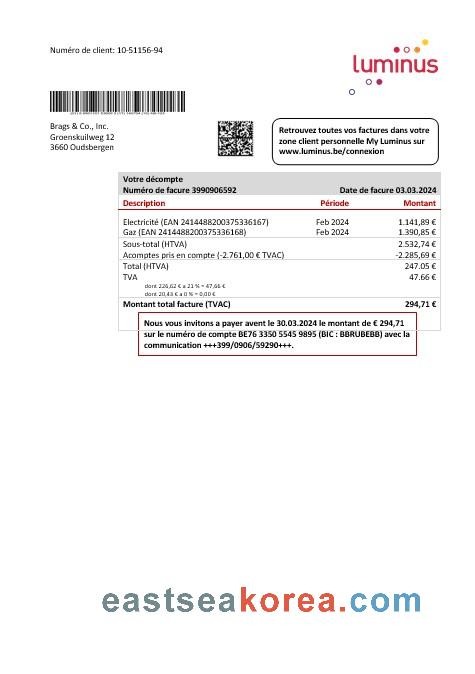 Numéro de client: 10-51156-94
luminus
Brags & Co., Inc.
Groenskuilweg 12
3660 Oudsbergen
Retrouvez toutes vos factures dans votre
zone client personnelle My Luminus sur
www.luminus.be/connexion
Votre décompte
Numéro de facure 3990906592 Date de facure 03.03.2024
Description Période Montant
Electricité (EAN 2414488200375336167) Feb 2024 1.141,89 €
Gaz (EAN 2414488200375336168) Feb 2024 1.390,85 €
Sous-total (HTVA) 2.532,74 €
Acomptes pris en compte (-2.761,00 € TVAC) -2.285,69 €
Total (HTVA) 247.05 €
TVA 47.66 €
dont 226,62 € a 21 % = 47,66 €
dont 20,43 € a 0 % = 0,00 €
Montant total facture (TVAC) 294,71 €
Nous vous invitons a payer avent le 30.03.2024 le montant de € 294,71
sur le numéro de compte BE76 3350 5545 9895 (BIC : BBRUBEBB) avec la
communication +++399/0906/59290+++.
eastseakorea.com